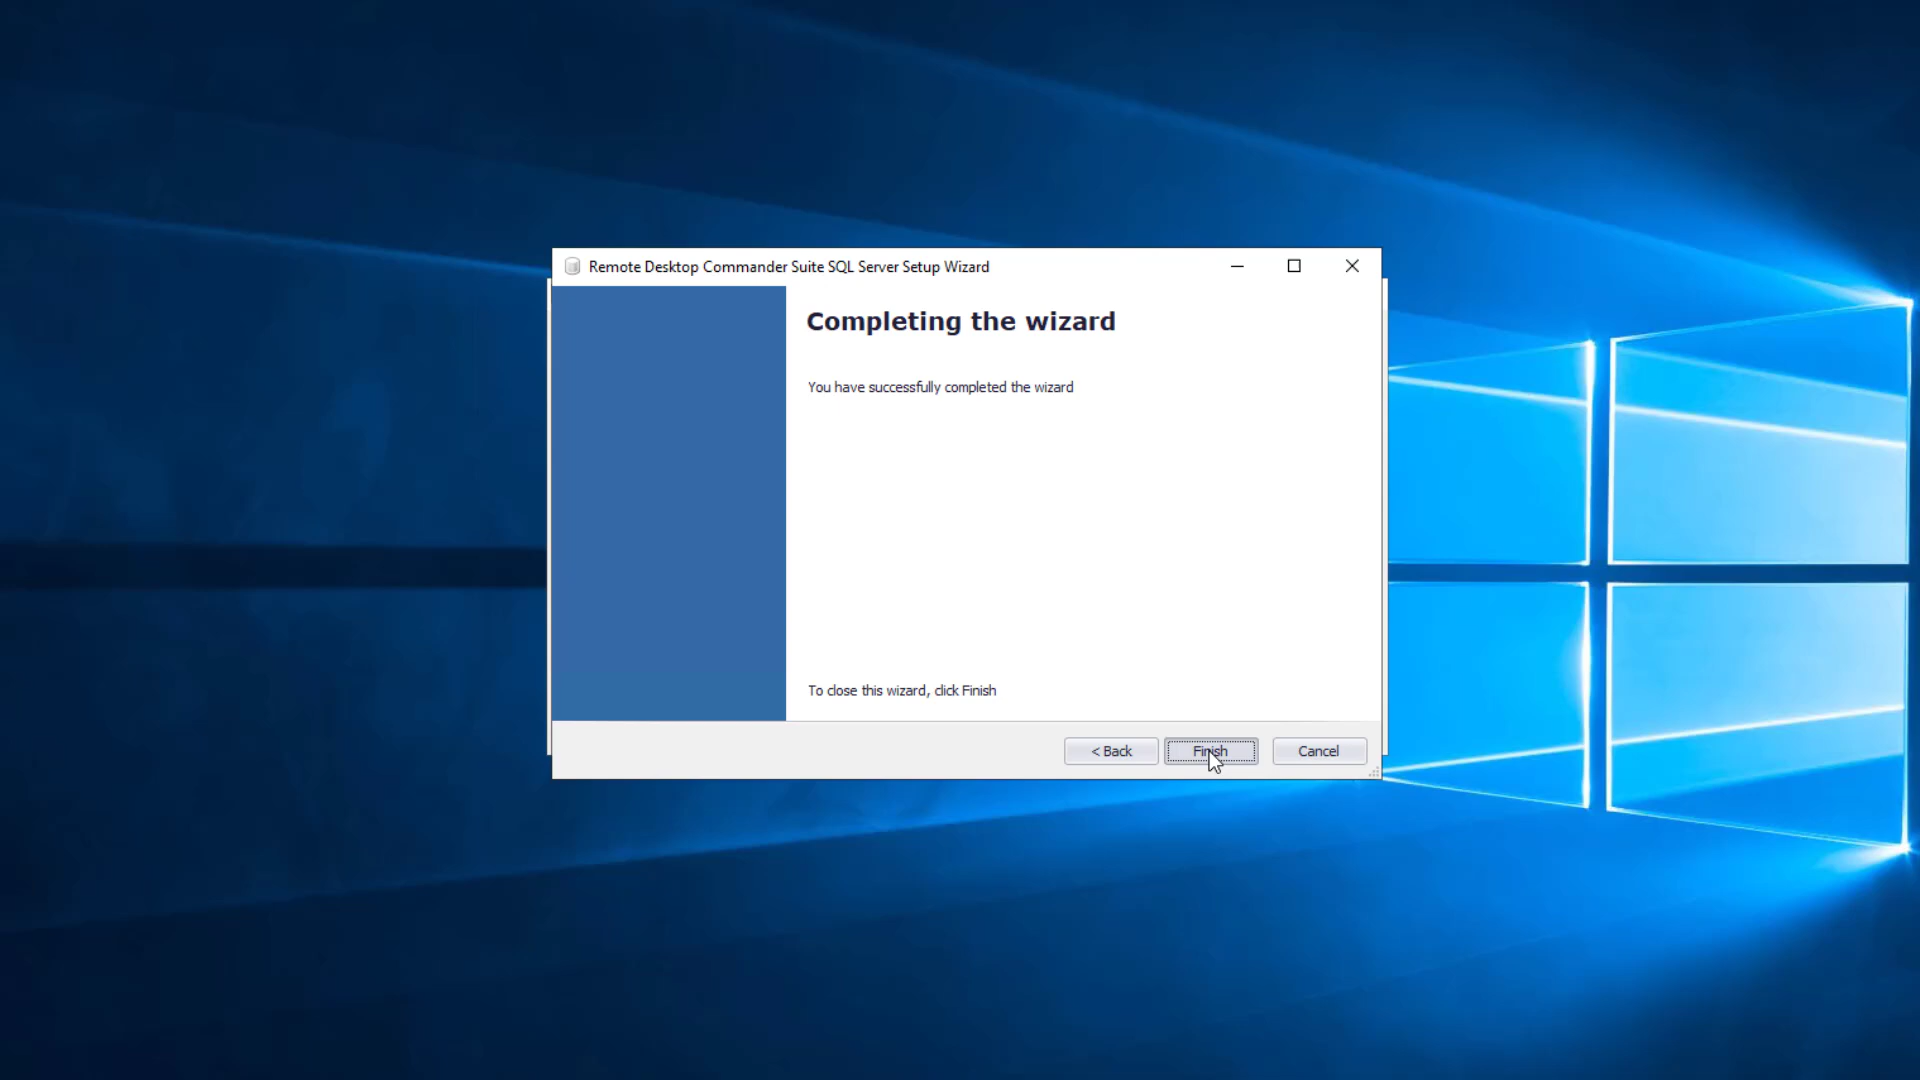 Remote Desktop Commander Suite SQL Server Setup Wizard
Completing the wizard
You have successfully completed the wizard
To close this wizard, click Finish
< Back
Finish
Cancel